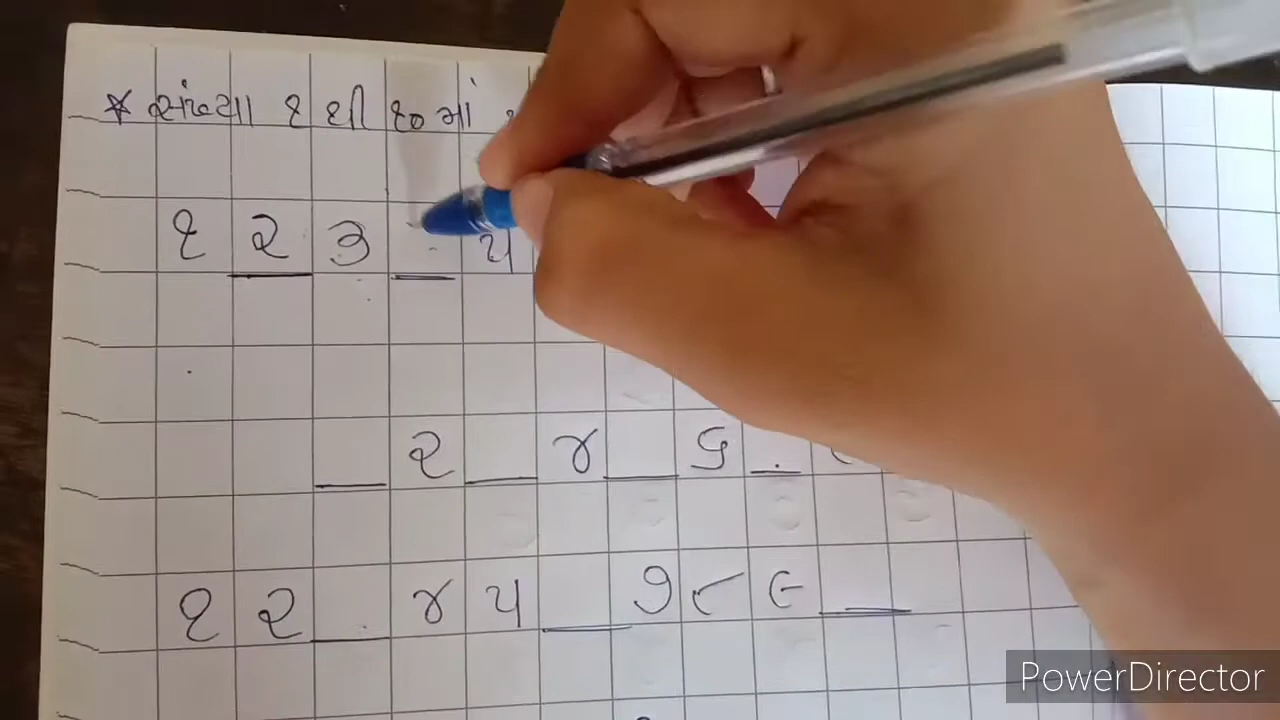 * સંખ્યા ૧ થી ૧૦ માં
૧ ૨ ૩ _ ૫
_ ૨ _ ૪ _ ૬ _
૧ ૨ _ ૪ ૫ _ ૭ ૮ ૯ _
PowerDirector